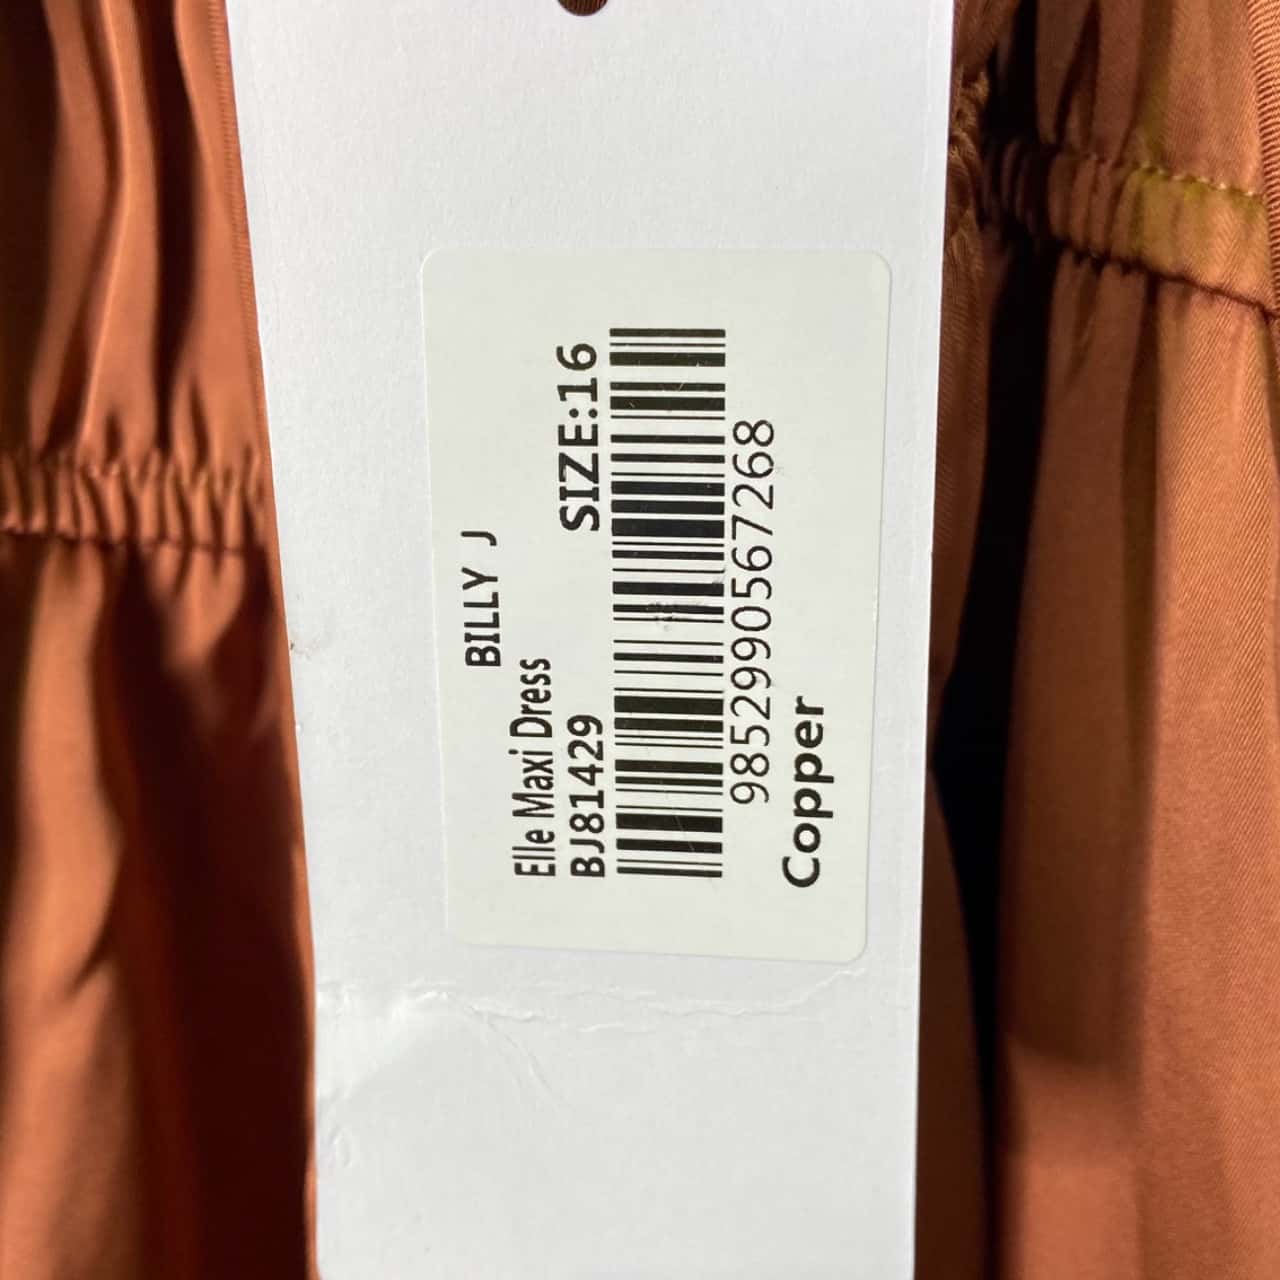 BILLY J
Elle Maxi Dress
BJ81429 SIZE:16
9852990567268
Copper